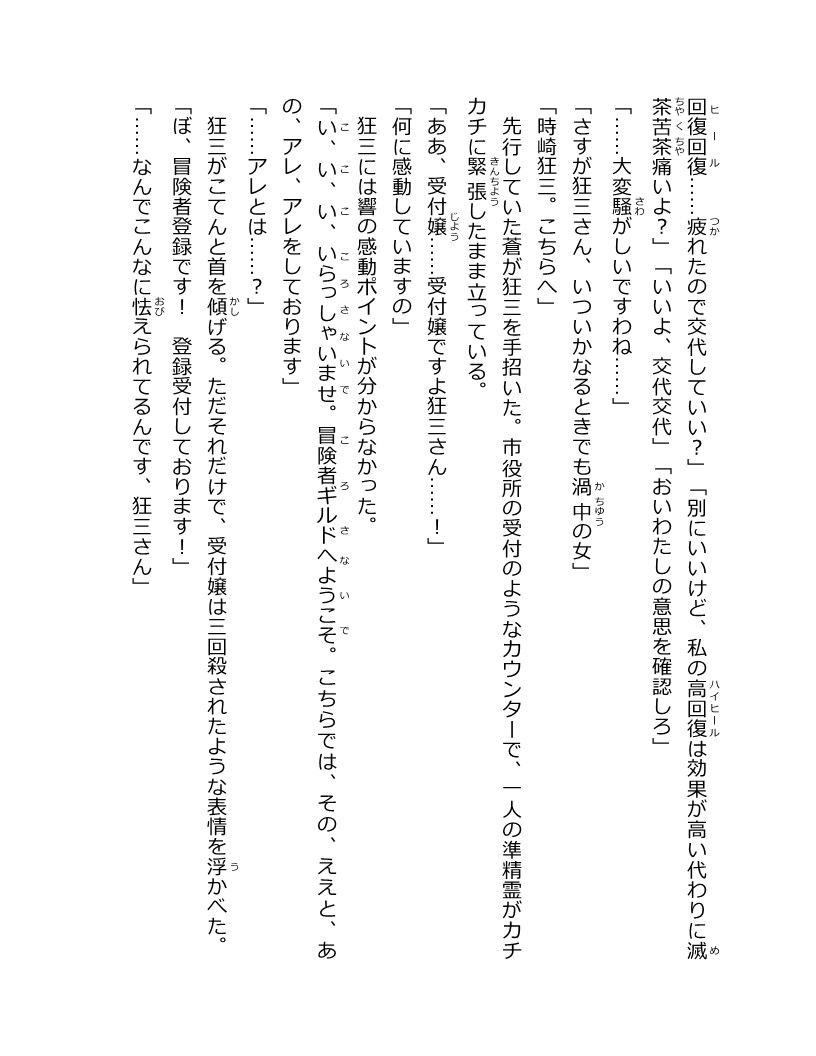 回復回復……疲れたので交代していい？」「別にいいけど、私の高回復は効果が高い代わりに滅
茶苦茶痛いよ？」「いいよ、交代交代」「おいわたしの意思を確認しろ」
「……大変騒がしいですわね……」
「さすが狂三さん、いついかなるときでも渦中の女」
「時崎狂三。こちらへ」
先行していた蒼が狂三を手招いた。市役所の受付のようなカウンターで、一人の準精霊がカチ
カチに緊張したまま立っている。
「ああ、受付嬢……受付嬢ですよ狂三さん……！」
「何に感動していますの」
狂三には響の感動ポイントが分からなかった。
「い、い、い、いらっしゃいませ。冒険者ギルドへようこそ。こちらでは、その、ええと、あ
の、アレ、アレをしております」
「……アレとは……？」
狂三がこてんと首を傾げる。ただそれだけで、受付嬢は三回殺されたような表情を浮かべた。
「ぼ、冒険者登録です！　登録受付しております！」
「……なんでこんなに怯えられてるんです、狂三さん」